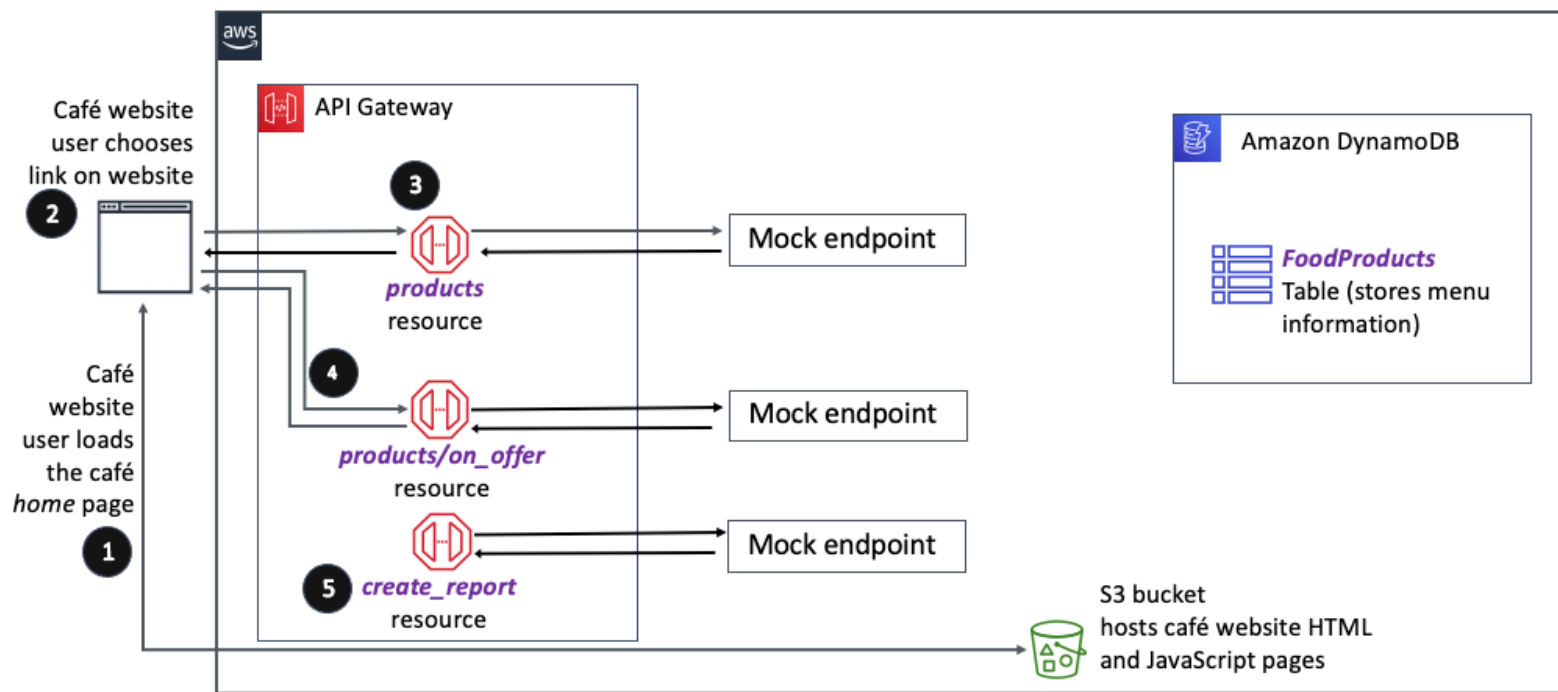 aws
API Gateway
Café website
user chooses
link on website
2
3
products
resource
Mock endpoint
Amazon DynamoDB
FoodProducts
Table (stores menu
information)
4
products/on_offer
resource
Mock endpoint
Café
website
user loads
the café
home page
1
5
create_report
resource
Mock endpoint
S3 bucket
hosts café website HTML
and JavaScript pages